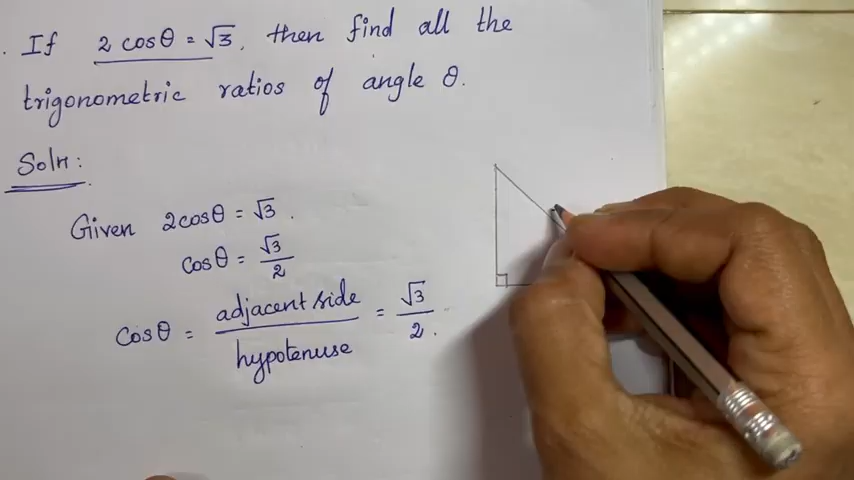 . If 2 cosθ = √3, then find all the
trigonometric ratios of angle θ.
Soln:
Given 2cosθ = √3.
cosθ = √3/2
cosθ = adjacent side/hypotenuse = √3/2.